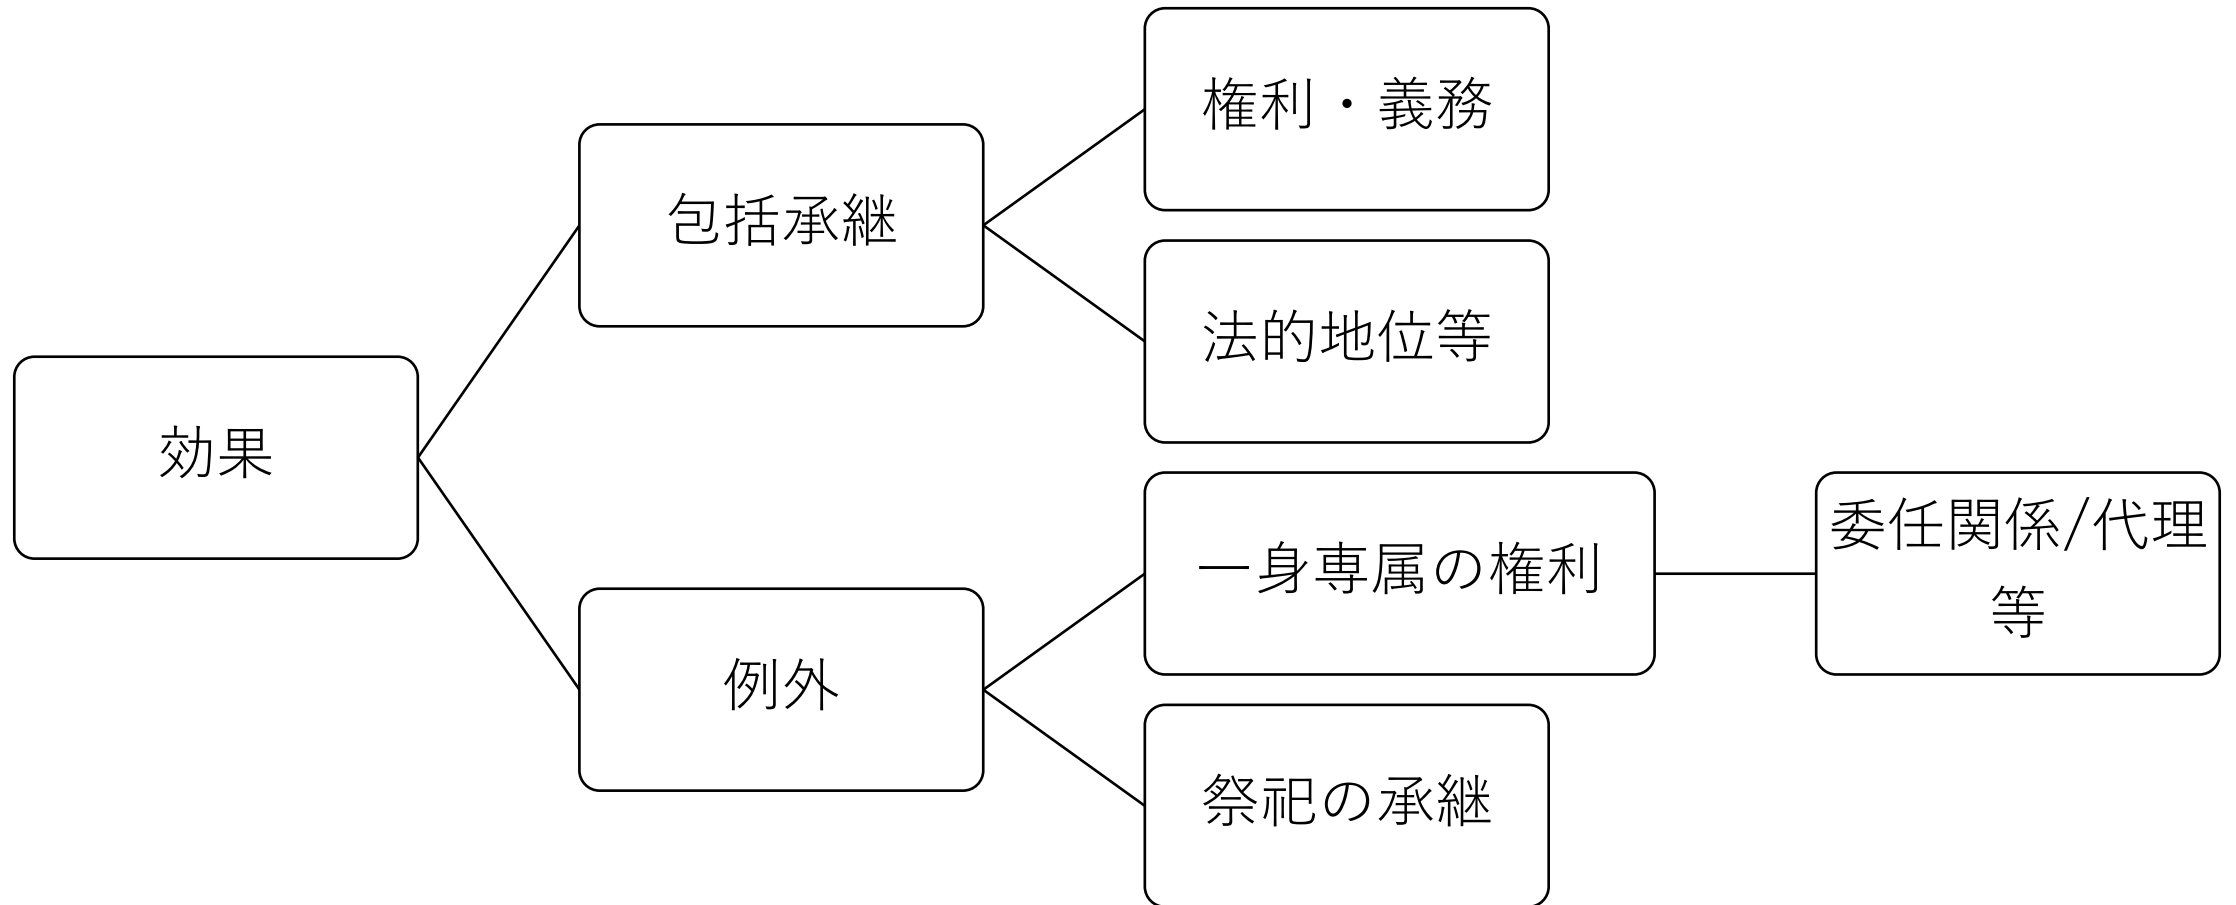 効果
包括承継
権利・義務
法的地位等
例外
一身専属の権利
委任関係/代理
等
祭祀の承継